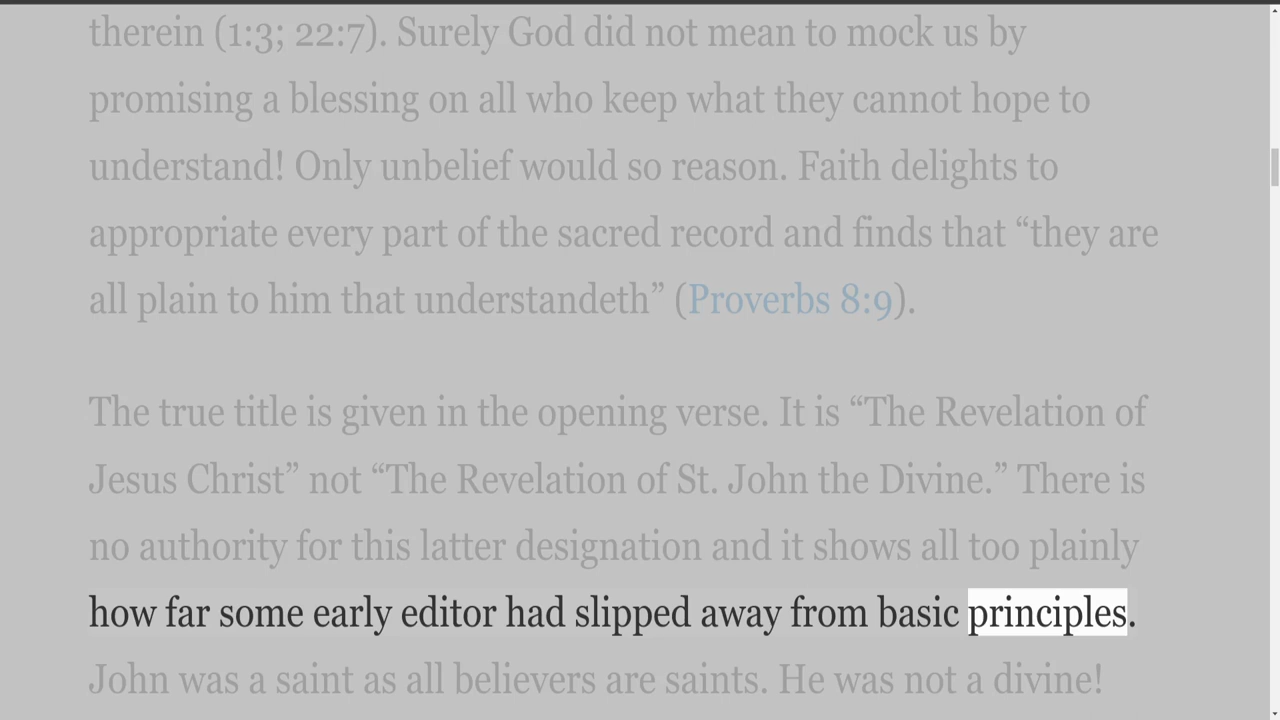 therein (1:3; 22:7). Surely God did not mean to mock us by
promising a blessing on all who keep what they cannot hope to
understand! Only unbelief would so reason. Faith delights to
appropriate every part of the sacred record and finds that “they are
all plain to him that understandeth” (Proverbs 8:9).
The true title is given in the opening verse. It is “The Revelation of
Jesus Christ” not “The Revelation of St. John the Divine.” There is
no authority for this latter designation and it shows all too plainly
how far some early editor had slipped away from basic principles.
John was a saint as all believers are saints. He was not a divine!